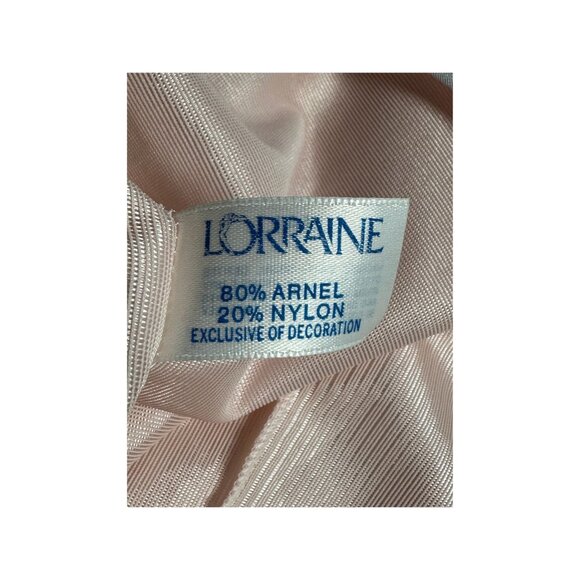 LORRAINE
80% ARNEL
20% NYLON
EXCLUSIVE OF DECORATION